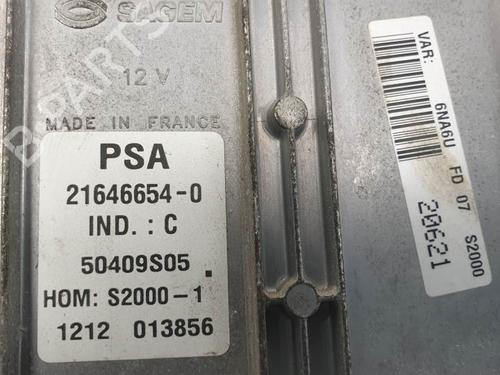 SAGEM
12 V
MADE IN FRANCE
PSA
21646654-0
IND. : C
50409S05 .
HOM: S2000-1
1212 013856
VAR: 6NA6U FD 07 S2000
20621
B PARTS